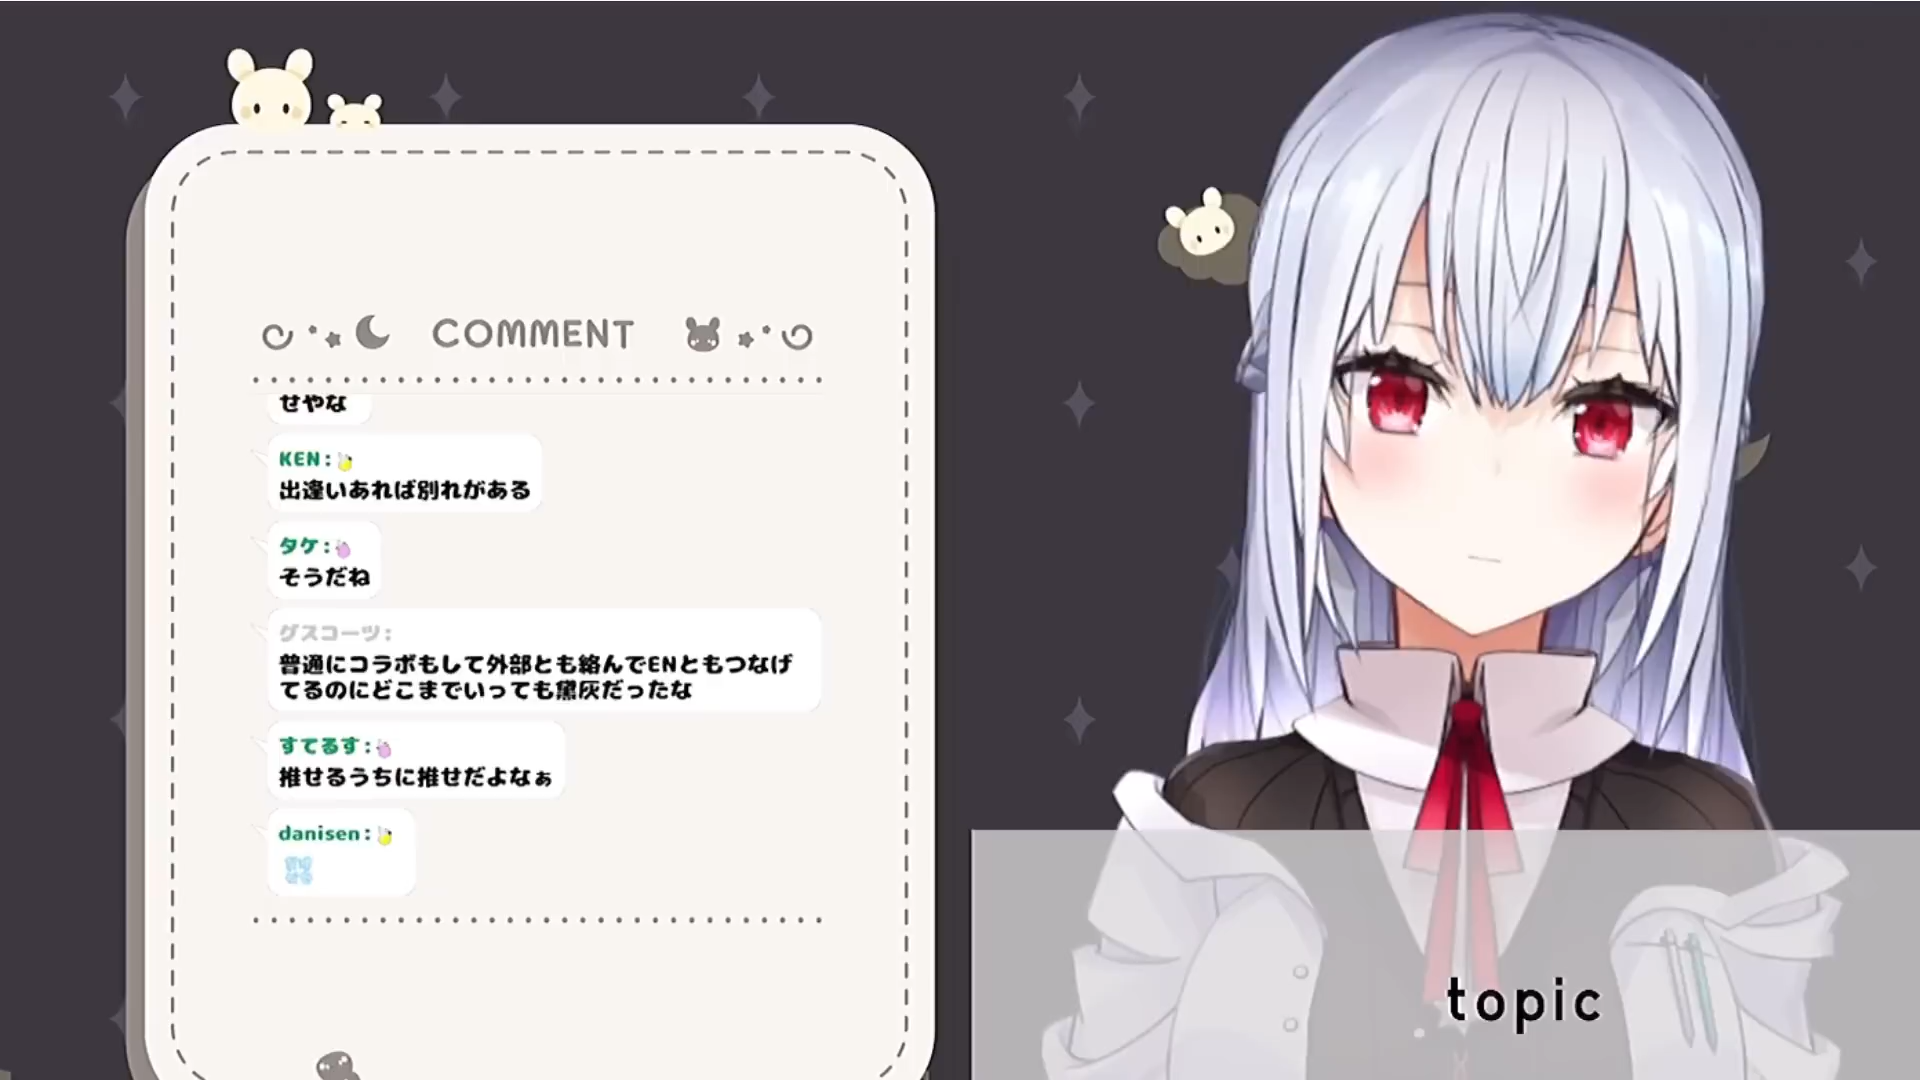 COMMENT
せやな
KEN:
出逢いあれば別れがある
タケ:
そうだね
グスコーツ:
普通にコラボもして外部とも絡んでENともつなげ
てるのにどこまでいっても黛灰だったな
すてるす:
推せるうちに推せだよなぁ
danisen:
topic